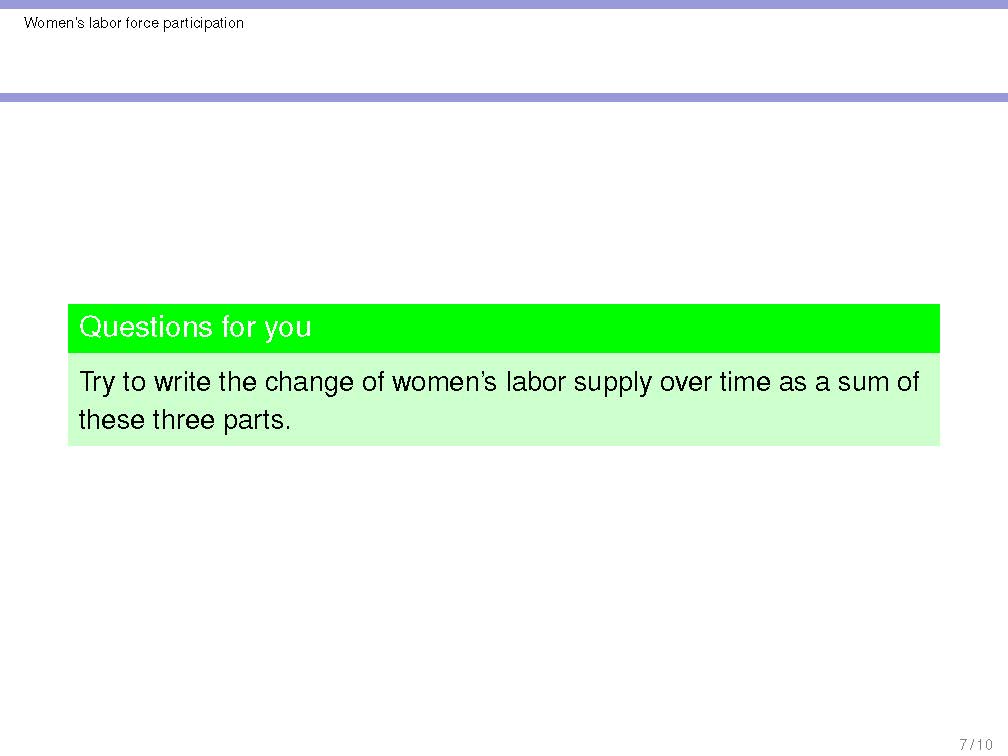 Women's labor force participation
Questions for you
Try to write the change of women's labor supply over time as a sum of
these three parts.
7 / 10